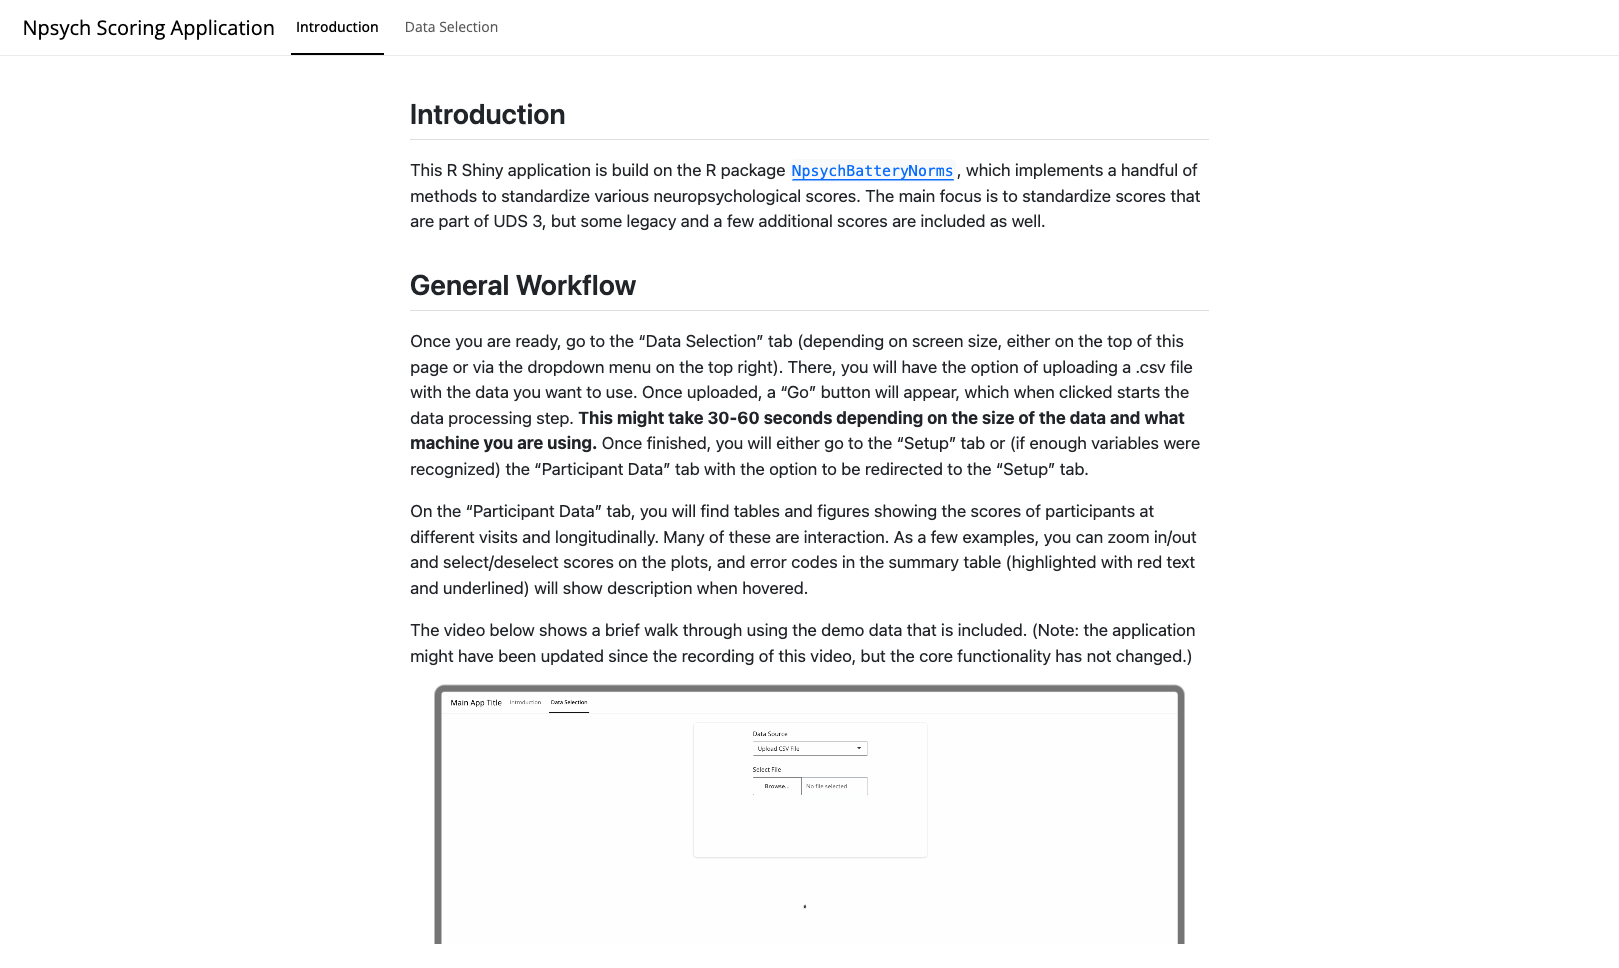 Npsych Scoring Application Introduction Data Selection
Introduction
This R Shiny application is build on the R package NpsychBatteryNorms, which implements a handful of
methods to standardize various neuropsychological scores. The main focus is to standardize scores that
are part of UDS 3, but some legacy and a few additional scores are included as well.
General Workflow
Once you are ready, go to the “Data Selection” tab (depending on screen size, either on the top of this
page or via the dropdown menu on the top right). There, you will have the option of uploading a .csv file
with the data you want to use. Once uploaded, a “Go” button will appear, which when clicked starts the
data processing step. This might take 30-60 seconds depending on the size of the data and what
machine you are using. Once finished, you will either go to the “Setup” tab or (if enough variables were
recognized) the “Participant Data” tab with the option to be redirected to the “Setup” tab.
On the “Participant Data” tab, you will find tables and figures showing the scores of participants at
different visits and longitudinally. Many of these are interaction. As a few examples, you can zoom in/out
and select/deselect scores on the plots, and error codes in the summary table (highlighted with red text
and underlined) will show description when hovered.
The video below shows a brief walk through using the demo data that is included. (Note: the application
might have been updated since the recording of this video, but the core functionality has not changed.)
Main App Title Introduction Data Selection
Data Source
Upload CSV File
Select File
Browse... No file selected